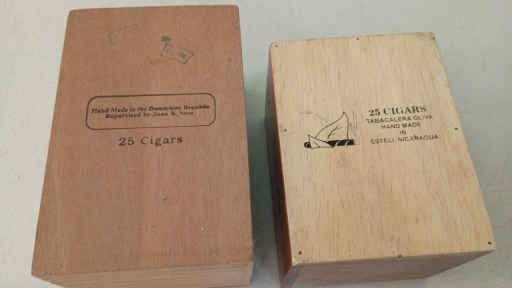 Hand Made in the Dominican Republic
Supervised by Jose
25 Cigars
25 CIGARS
TABACALERA OLIVA
HAND MADE
IN
ESTELI, NICARAGUA